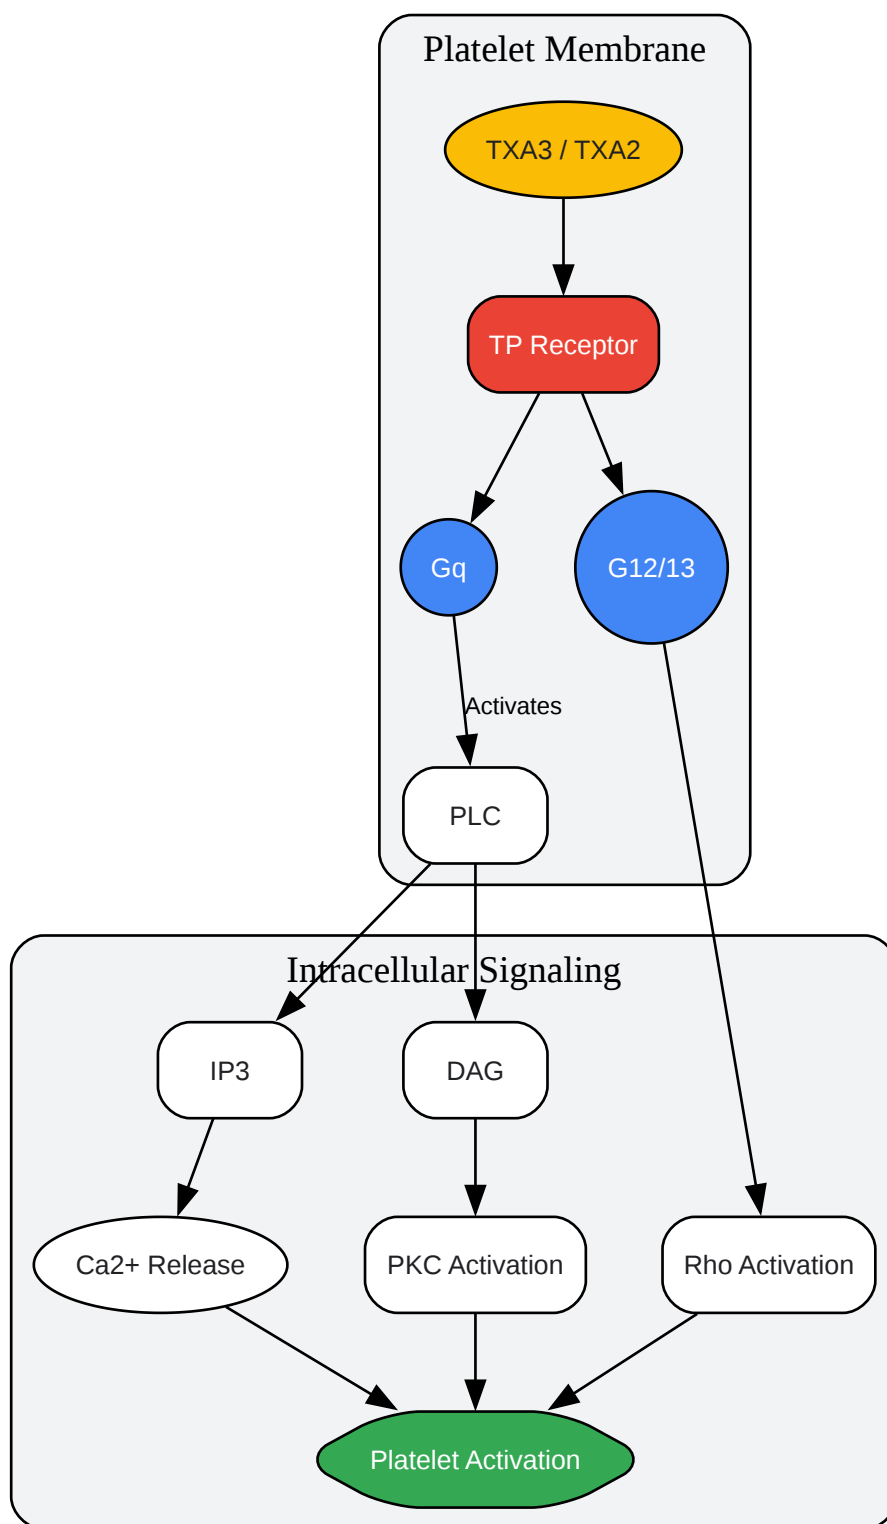 Platelet Membrane
TXA3 / TXA2
TP Receptor
Gq
G12/13
Activates
PLC
Intracellular Signaling
IP3
DAG
Ca2+ Release
PKC Activation
Rho Activation
Platelet Activation